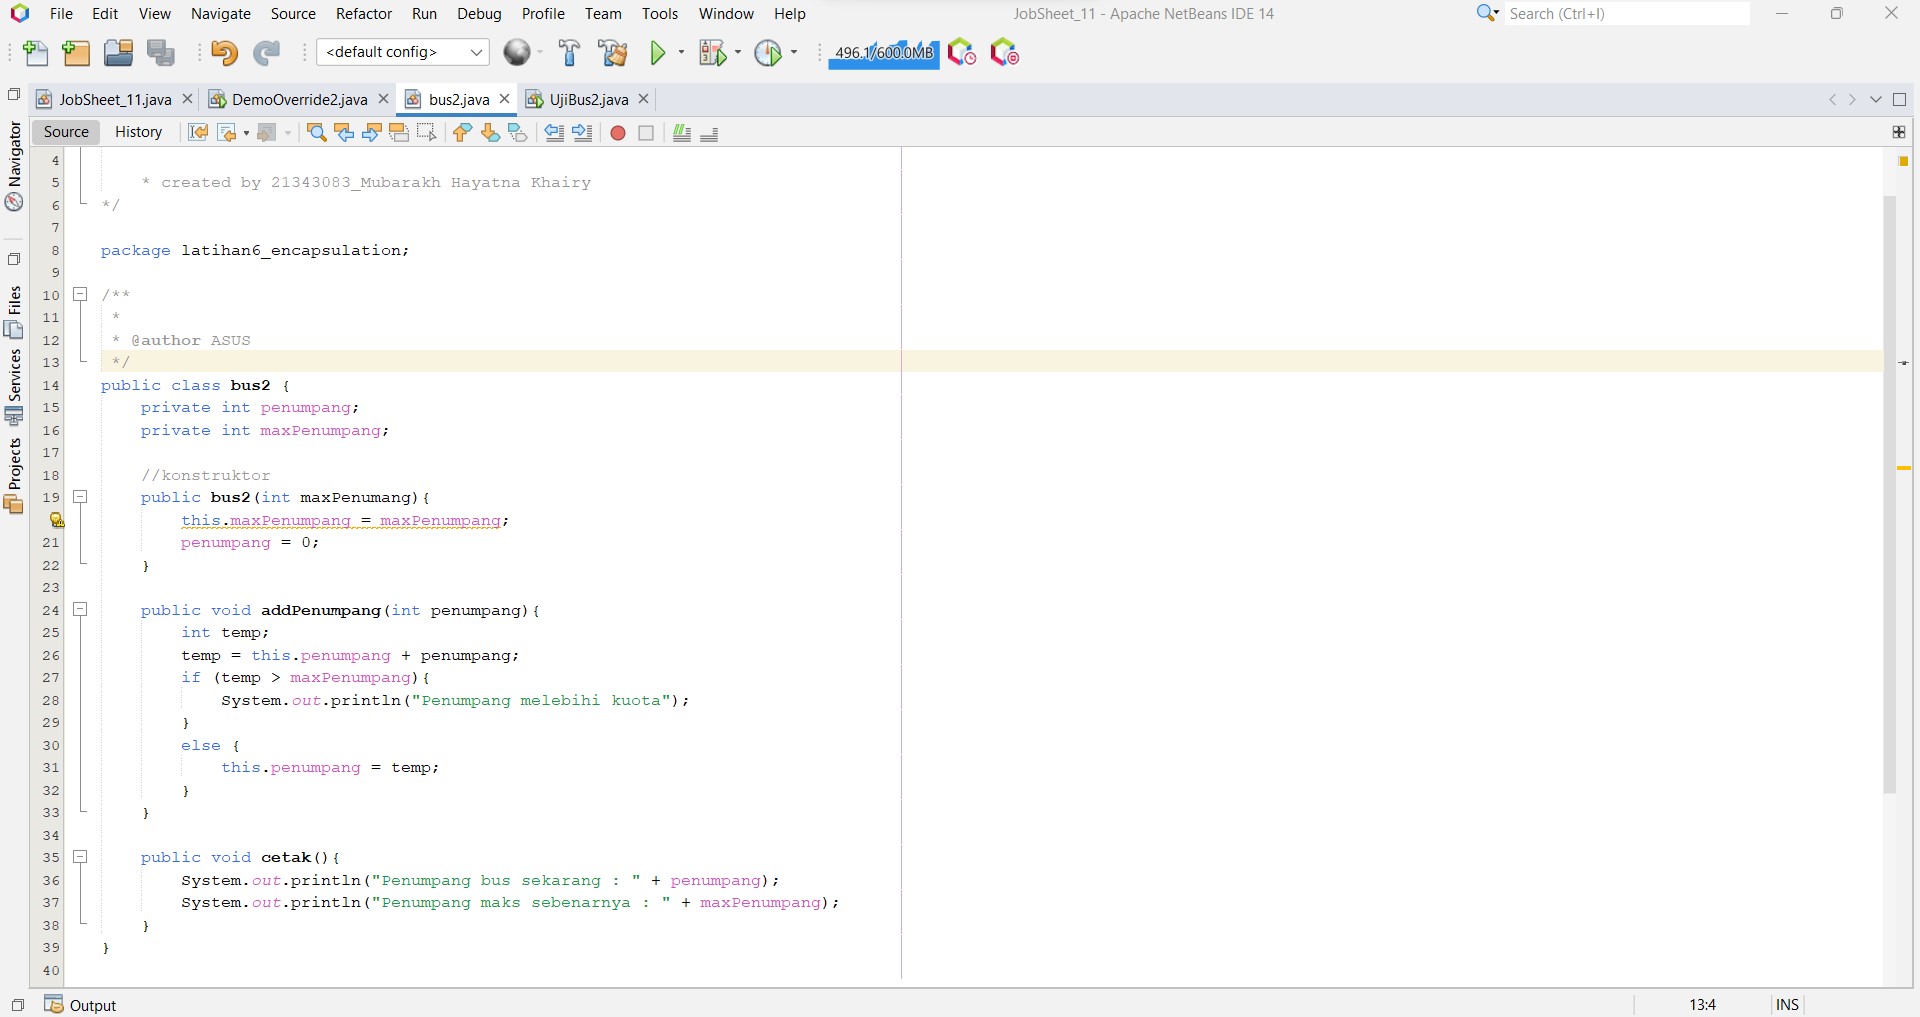 File Edit View Navigate Source Refactor Run Debug Profile Team Tools Window Help
JobSheet_11 - Apache NetBeans IDE 14
Search (Ctrl+I)
<default config>
496.1/600.0MB
JobSheet_11.java DemoOverride2.java bus2.java UjiBus2.java
Source History
Navigator
Files
Services
Projects
4
5 * created by 21343083_Mubarakh Hayatna Khairy
6 */
7
8 package latihan6_encapsulation;
9
10 /**
11 *
12 * @author ASUS
13 */
14 public class bus2 {
15 private int penumpang;
16 private int maxPenumpang;
17
18 //konstruktor
19 public bus2(int maxPenumang){
this.maxPenumpang = maxPenumpang;
21 penumpang = 0;
22 }
23
24 public void addPenumpang(int penumpang){
25 int temp;
26 temp = this.penumpang + penumpang;
27 if (temp > maxPenumpang){
28 System.out.println("Penumpang melebihi kuota");
29 }
30 else {
31 this.penumpang = temp;
32 }
33 }
34
35 public void cetak(){
36 System.out.println("Penumpang bus sekarang : " + penumpang);
37 System.out.println("Penumpang maks sebenarnya : " + maxPenumpang);
38 }
39 }
40
Output
13:4 INS